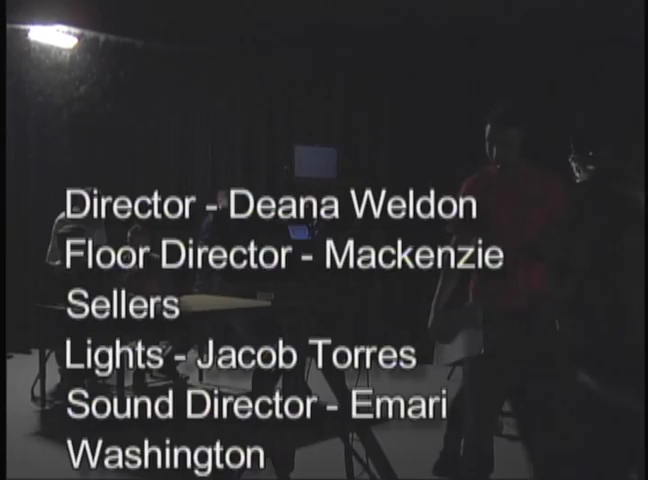 Director - Deana Weldon
Floor Director - Mackenzie
Sellers
Lights - Jacob Torres
Sound Director - Emari
Washington